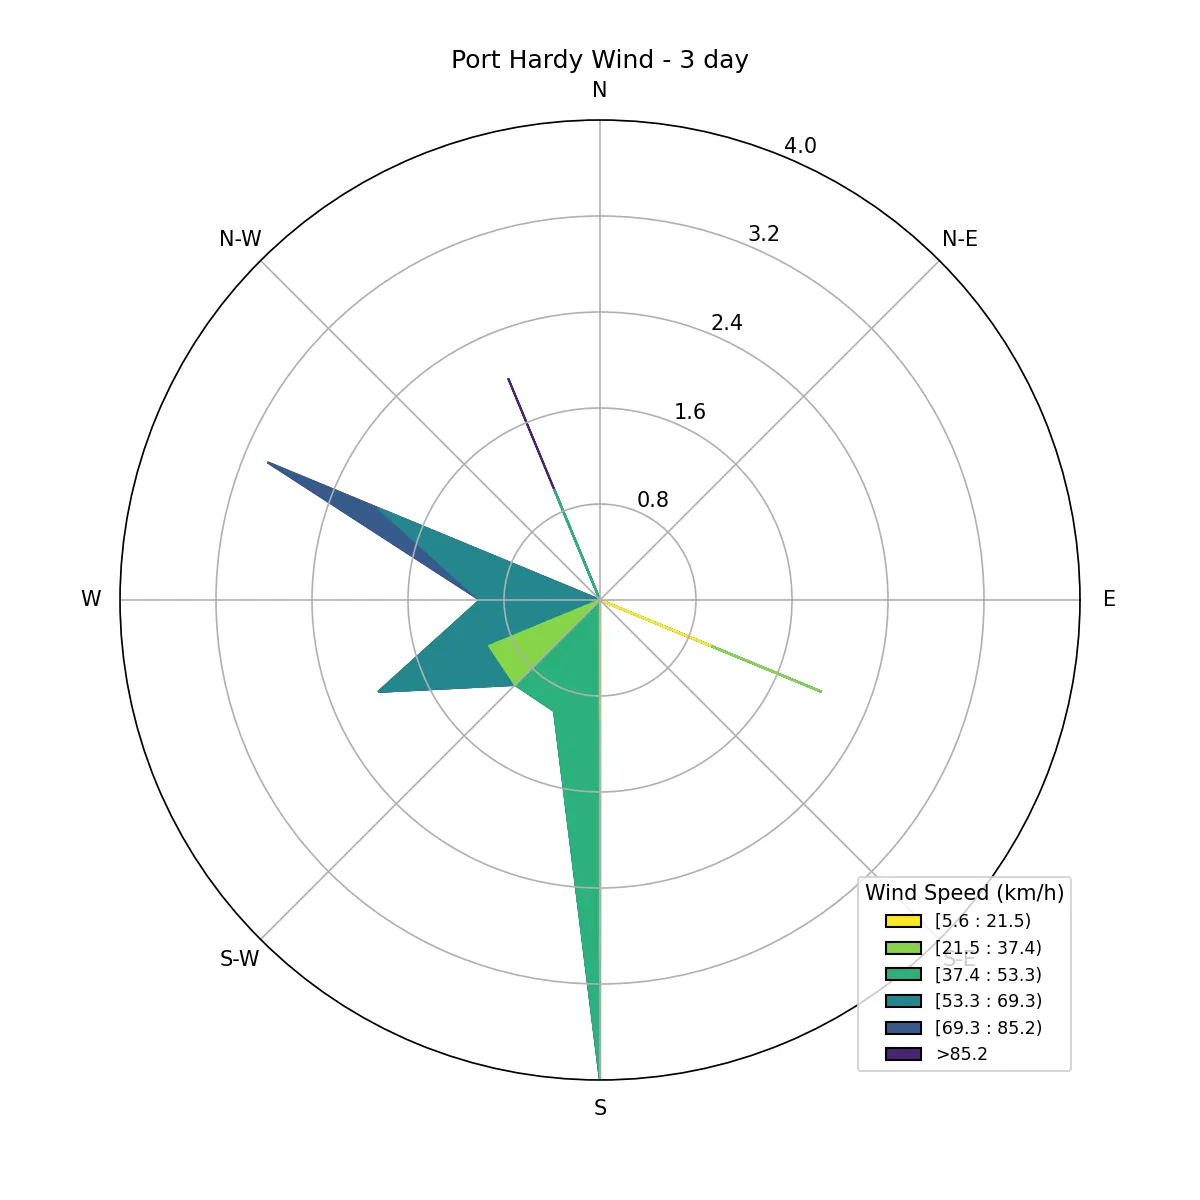 Port Hardy Wind - 3 day
N
4.0
N-W
N-E
3.2
2.4
1.6
0.8
W
E
Wind Speed (km/h)
[5.6 : 21.5)
[21.5 : 37.4)
S-W
S-E
[37.4 : 53.3)
[53.3 : 69.3)
[69.3 : 85.2)
>85.2
S